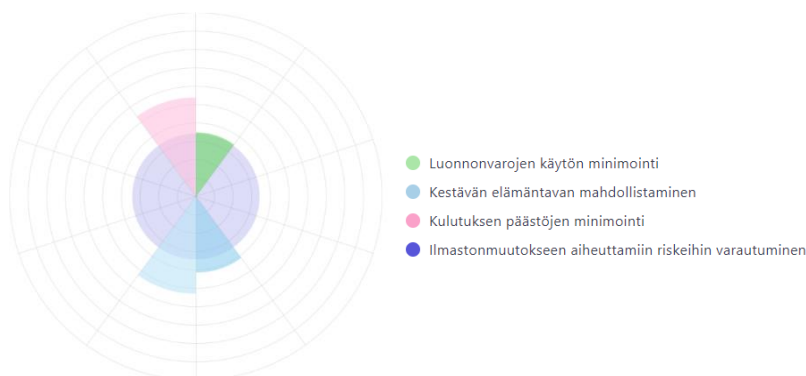 Luonnonvarojen käytön minimointi
Kestävän elämäntavan mahdollistaminen
Kulutuksen päästöjen minimointi
Ilmastonmuutokseen aiheuttamiin riskeihin varautuminen